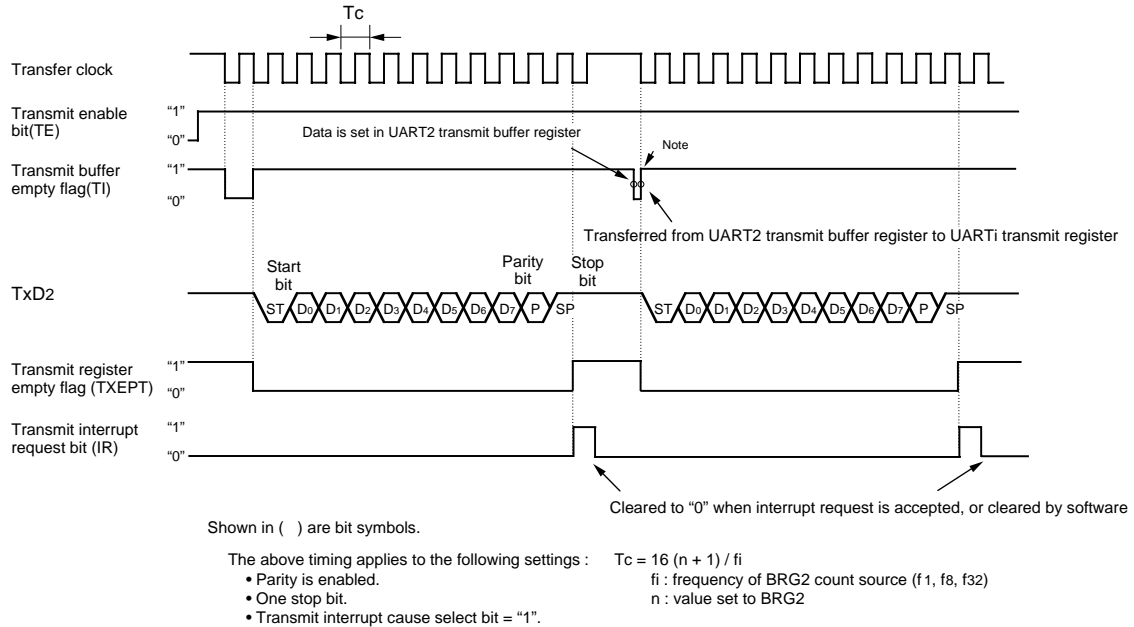 Tc
Transfer clock
Transmit enable
bit(TE)
“1”
“0”
Data is set in UART2 transmit buffer register
Note
Transmit buffer
empty flag(TI)
“1”
“0”
Transferred from UART2 transmit buffer register to UARTi transmit register
Start
bit
Parity
bit
Stop
bit
TxD2
ST D0 D1 D2 D3 D4 D5 D6 D7 P SP
ST D0 D1 D2 D3 D4 D5 D6 D7 P SP
Transmit register
empty flag (TXEPT)
“1”
“0”
Transmit interrupt
request bit (IR)
“1”
“0”
Cleared to “0” when interrupt request is accepted, or cleared by software
Shown in ( ) are bit symbols.
The above timing applies to the following settings :
• Parity is enabled.
• One stop bit.
• Transmit interrupt cause select bit = “1”.
Tc = 16 (n + 1) / fi
fi : frequency of BRG2 count source (f1, f8, f32)
n : value set to BRG2